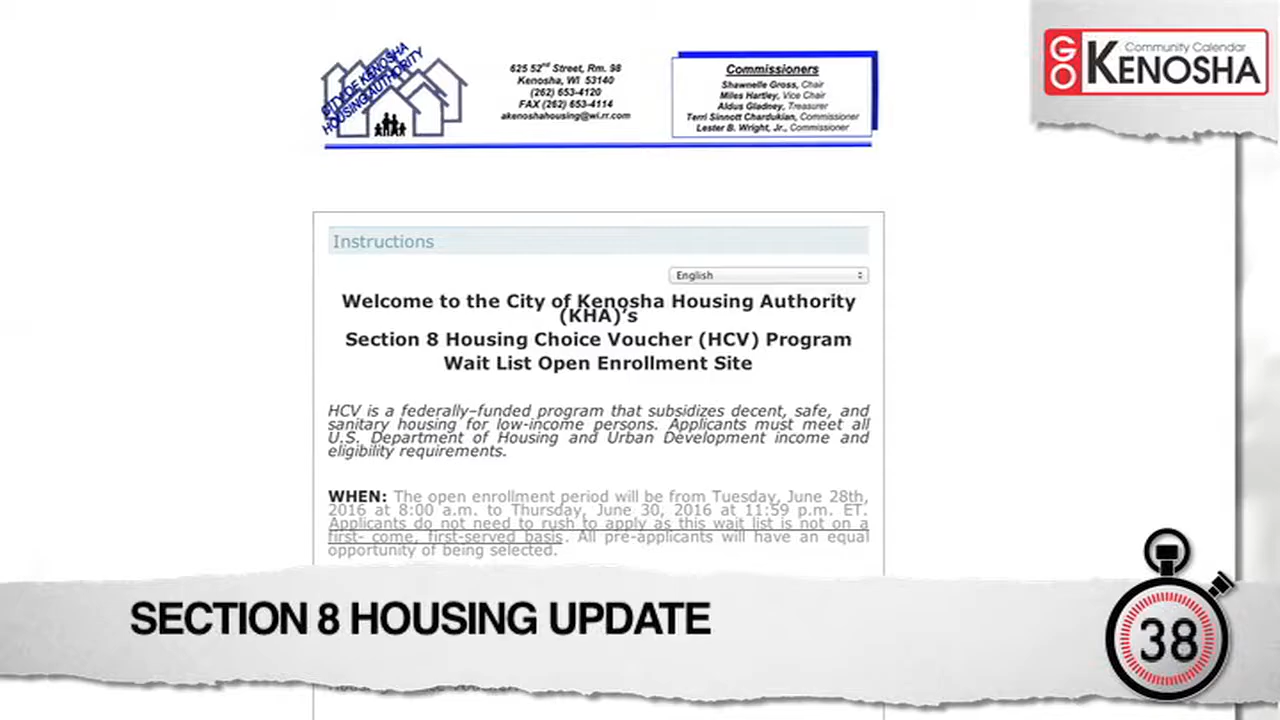 CITY OF KENOSHA
HOUSING AUTHORITY
625 52nd Street, Rm. 98
Kenosha, WI 53140
(262) 653-4120
FAX (262) 653-4114
akenoshahousing@wi.rr.com
Commissioners
Shawnelle Gross, Chair
Miles Hartley, Vice Chair
Aldus Gladney, Treasurer
Terri Sinnott Chardukian, Commissioner
Lester B. Wright, Jr., Commissioner
GO
Community Calendar
KENOSHA
Instructions
English
Welcome to the City of Kenosha Housing Authority
(KHA)'s
Section 8 Housing Choice Voucher (HCV) Program
Wait List Open Enrollment Site
HCV is a federally–funded program that subsidizes decent, safe, and
sanitary housing for low-income persons. Applicants must meet all
U.S. Department of Housing and Urban Development income and
eligibility requirements.
WHEN: The open enrollment period will be from Tuesday, June 28th,
2016 at 8:00 a.m. to Thursday, June 30, 2016 at 11:59 p.m. ET.
Applicants do not need to rush to apply as this wait list is not on a
first- come, first-served basis. All pre-applicants will have an equal
opportunity of being selected.
SECTION 8 HOUSING UPDATE
38